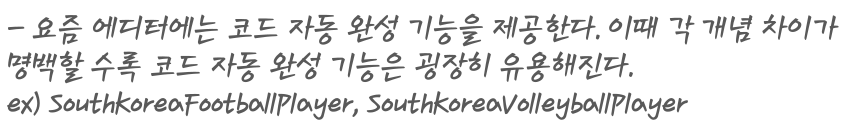 - 요즘 에디터에는 코드 자동 완성 기능을 제공한다. 이때 각 개념 차이가
명백할 수록 코드 자동 완성 기능은 굉장히 유용해진다.
ex) SouthKoreaFootballPlayer, SouthKoreaVolleyballPlayer